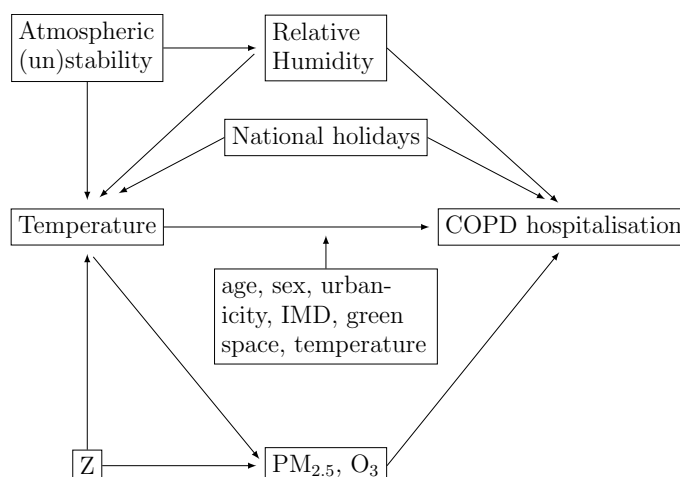 Atmospheric
(un)stability
Relative
Humidity
National holidays
Temperature
COPD hospitalisation
age, sex, urban-
icity, IMD, green
space, temperature
Z
PM₂.₅, O₃